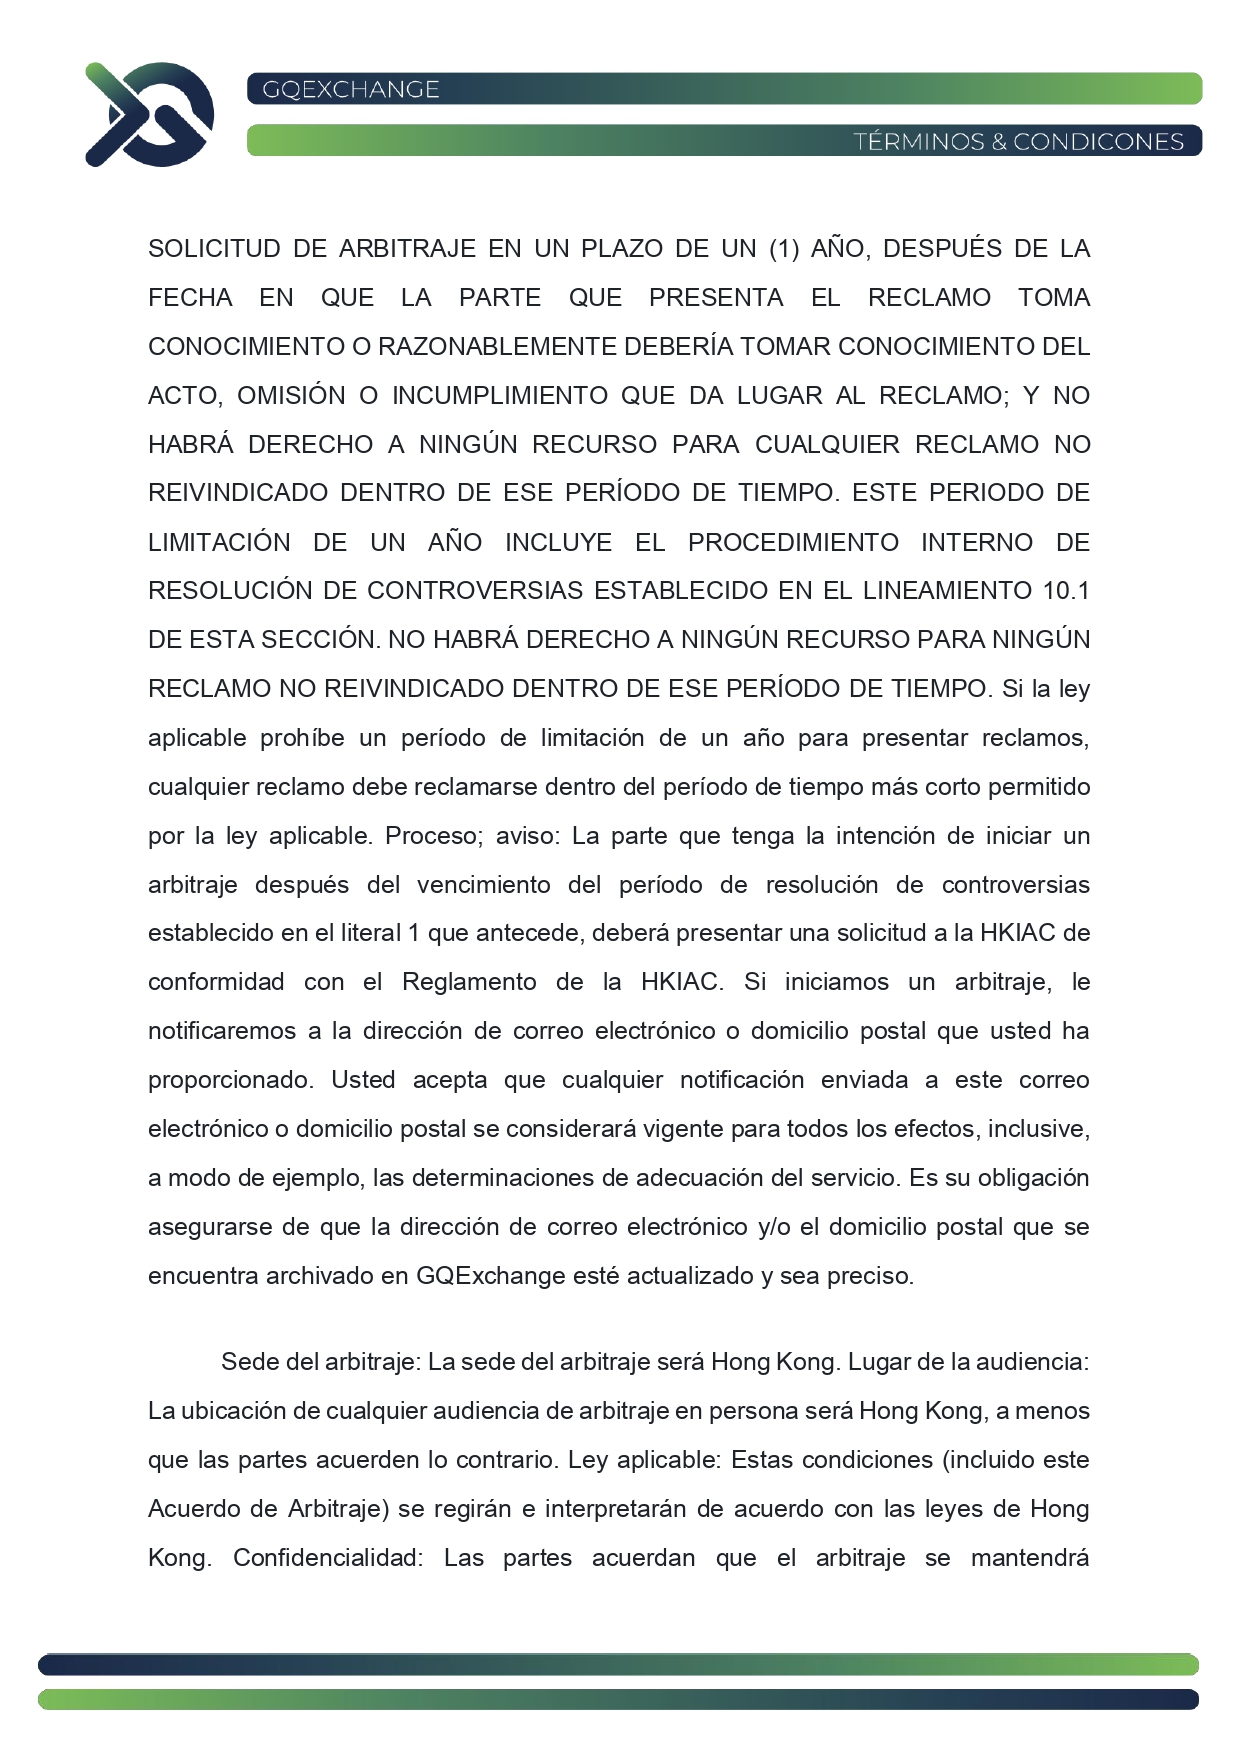 GQEXCHANGE
TÉRMINOS & CONDICONES
SOLICITUD DE ARBITRAJE EN UN PLAZO DE UN (1) AÑO, DESPUÉS DE LA
FECHA EN QUE LA PARTE QUE PRESENTA EL RECLAMO TOMA
CONOCIMIENTO O RAZONABLEMENTE DEBERÍA TOMAR CONOCIMIENTO DEL
ACTO, OMISIÓN O INCUMPLIMIENTO QUE DA LUGAR AL RECLAMO; Y NO
HABRÁ DERECHO A NINGÚN RECURSO PARA CUALQUIER RECLAMO NO
REIVINDICADO DENTRO DE ESE PERÍODO DE TIEMPO. ESTE PERIODO DE
LIMITACIÓN DE UN AÑO INCLUYE EL PROCEDIMIENTO INTERNO DE
RESOLUCIÓN DE CONTROVERSIAS ESTABLECIDO EN EL LINEAMIENTO 10.1
DE ESTA SECCIÓN. NO HABRÁ DERECHO A NINGÚN RECURSO PARA NINGÚN
RECLAMO NO REIVINDICADO DENTRO DE ESE PERÍODO DE TIEMPO. Si la ley
aplicable prohíbe un período de limitación de un año para presentar reclamos,
cualquier reclamo debe reclamarse dentro del período de tiempo más corto permitido
por la ley aplicable. Proceso; aviso: La parte que tenga la intención de iniciar un
arbitraje después del vencimiento del período de resolución de controversias
establecido en el literal 1 que antecede, deberá presentar una solicitud a la HKIAC de
conformidad con el Reglamento de la HKIAC. Si iniciamos un arbitraje, le
notificaremos a la dirección de correo electrónico o domicilio postal que usted ha
proporcionado. Usted acepta que cualquier notificación enviada a este correo
electrónico o domicilio postal se considerará vigente para todos los efectos, inclusive,
a modo de ejemplo, las determinaciones de adecuación del servicio. Es su obligación
asegurarse de que la dirección de correo electrónico y/o el domicilio postal que se
encuentra archivado en GQExchange esté actualizado y sea preciso.
Sede del arbitraje: La sede del arbitraje será Hong Kong. Lugar de la audiencia:
La ubicación de cualquier audiencia de arbitraje en persona será Hong Kong, a menos
que las partes acuerden lo contrario. Ley aplicable: Estas condiciones (incluido este
Acuerdo de Arbitraje) se regirán e interpretarán de acuerdo con las leyes de Hong
Kong. Confidencialidad: Las partes acuerdan que el arbitraje se mantendrá